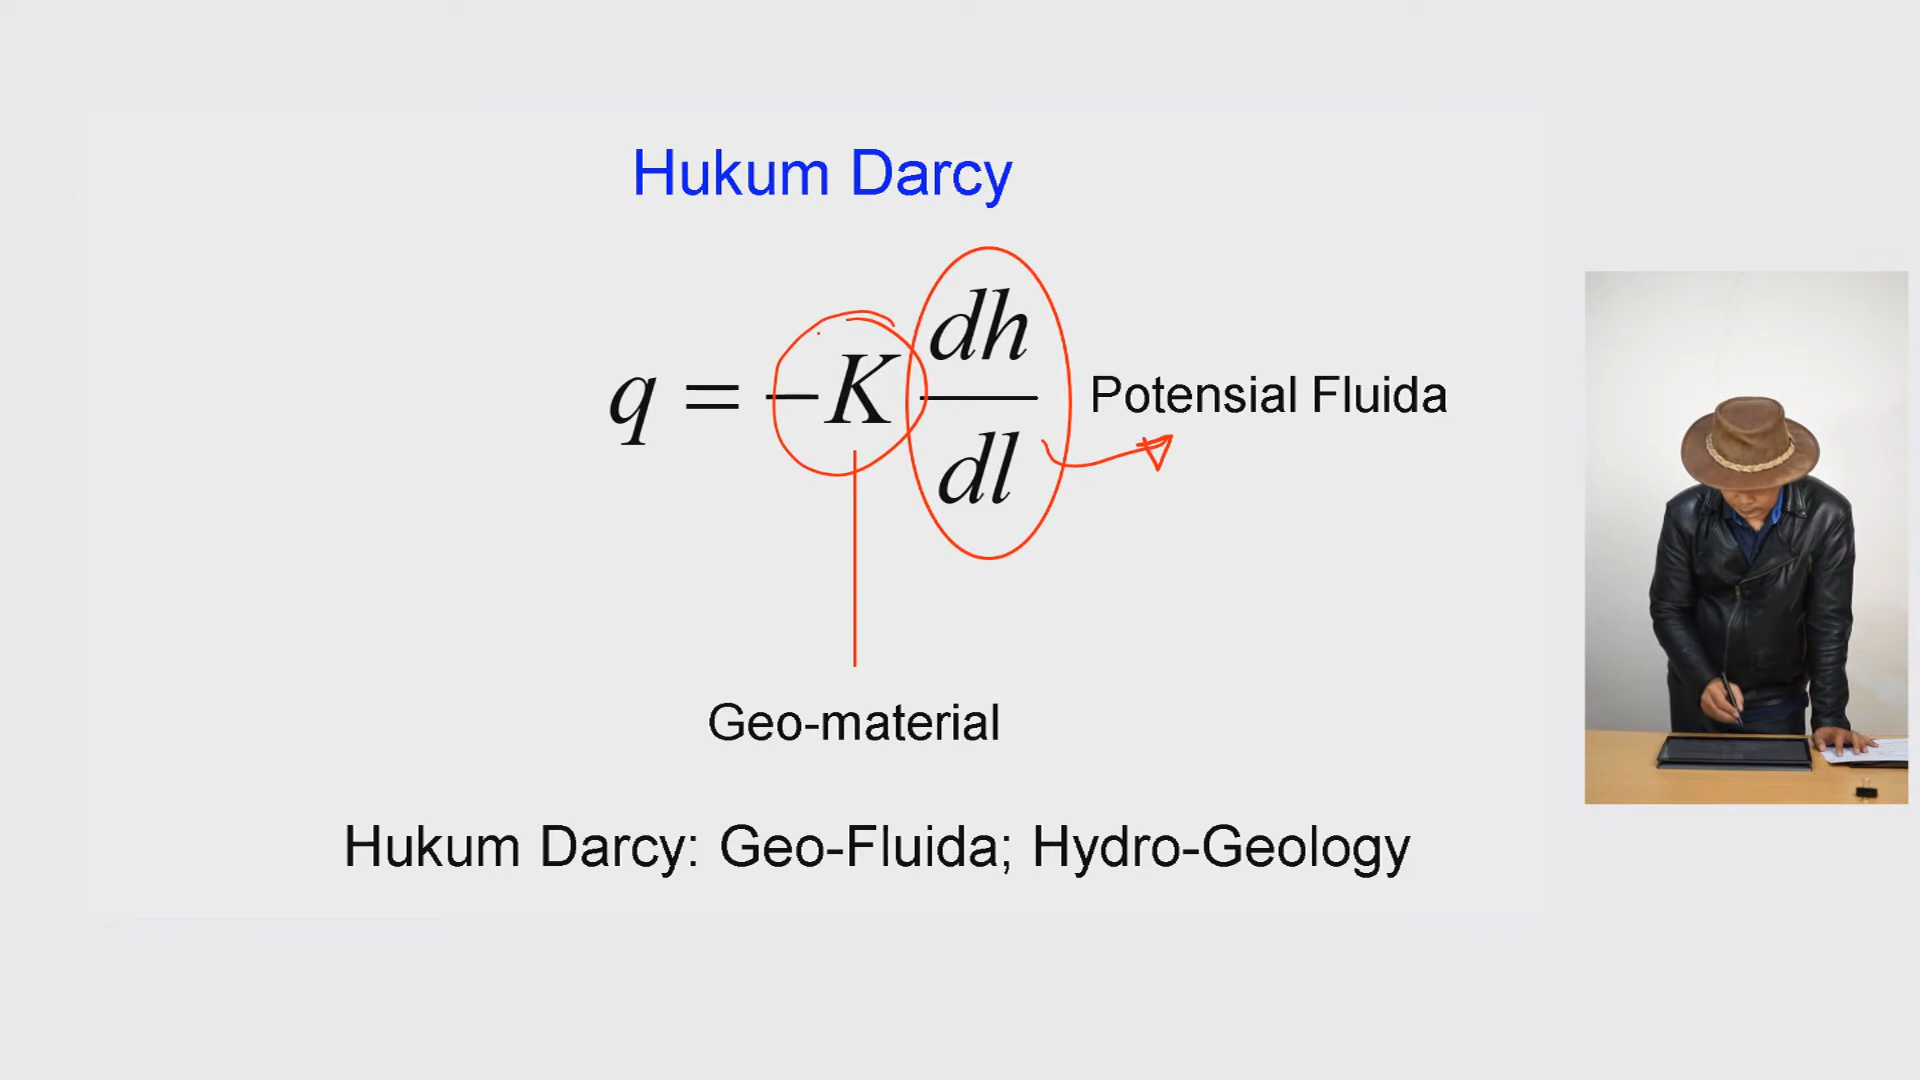 Hukum Darcy
q = -K dh/dl Potensial Fluida
Geo-material
Hukum Darcy: Geo-Fluida; Hydro-Geology